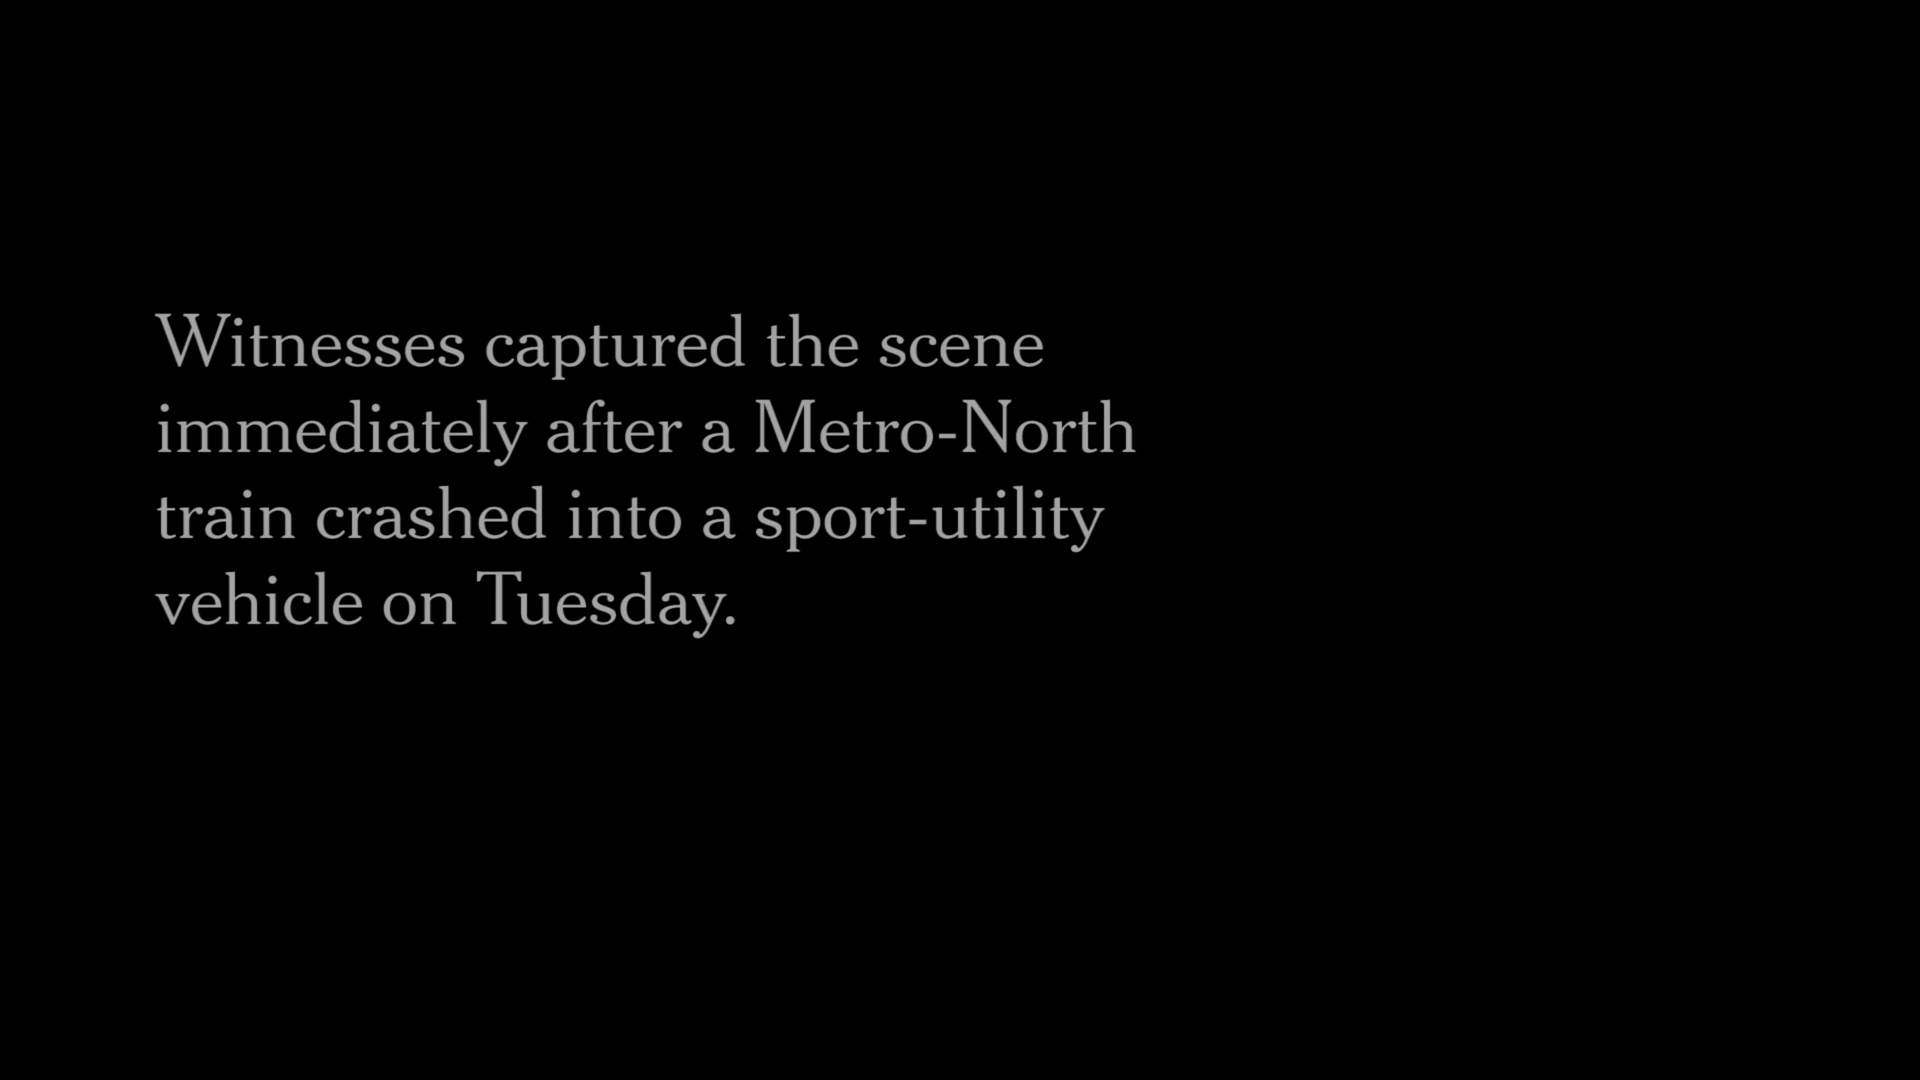 Witnesses captured the scene
immediately after a Metro-North
train crashed into a sport-utility
vehicle on Tuesday.